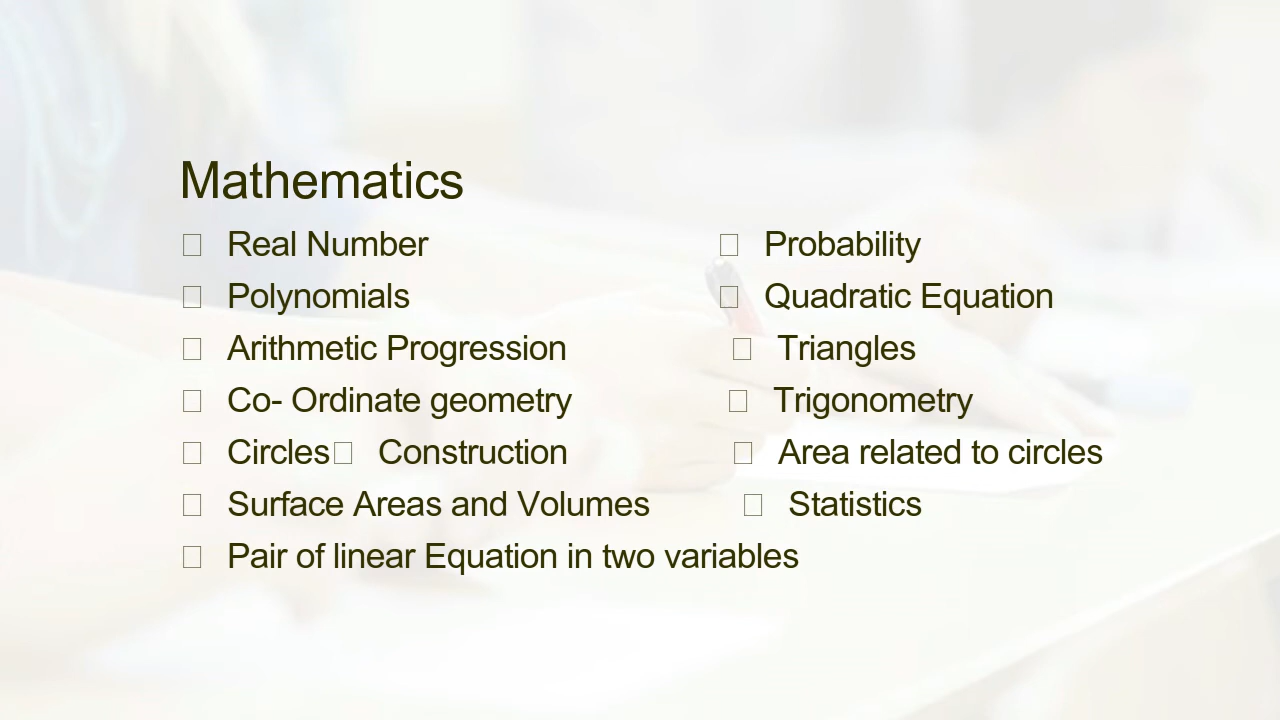 Mathematics
□ Real Number □ Probability
□ Polynomials □ Quadratic Equation
□ Arithmetic Progression □ Triangles
□ Co- Ordinate geometry □ Trigonometry
□ Circles□ Construction □ Area related to circles
□ Surface Areas and Volumes □ Statistics
□ Pair of linear Equation in two variables